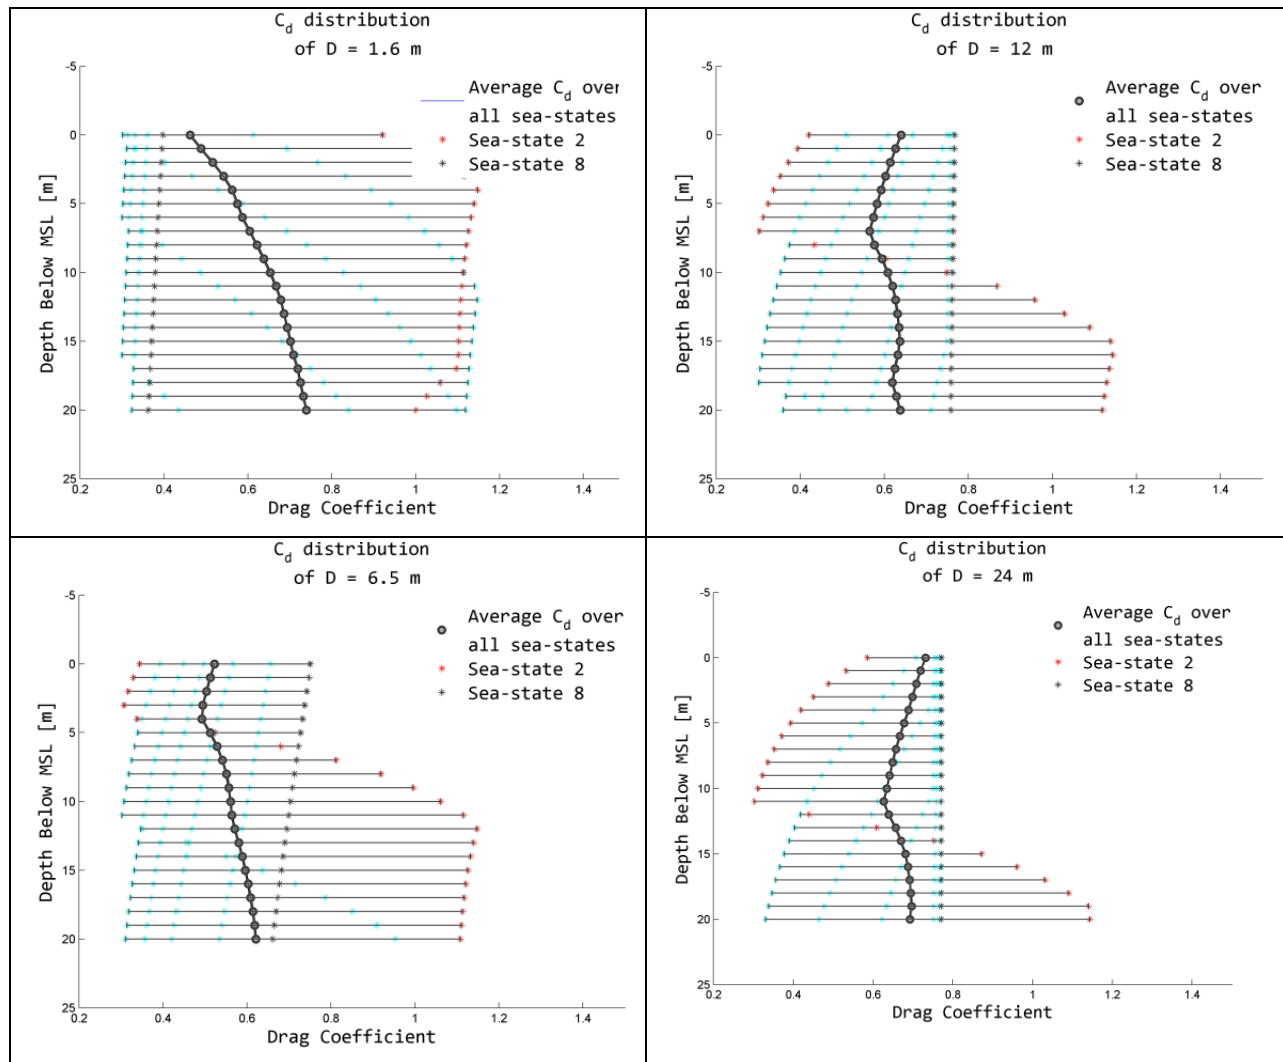 C_d distribution
of D = 1.6 m
-5
0
5
10
15
20
25
Depth Below MSL [m]
0.2
0.4
0.6
0.8
1
1.2
1.4
Drag Coefficient
Average C_d over
all sea-states
Sea-state 2
Sea-state 8
C_d distribution
of D = 12 m
-5
0
5
10
15
20
25
Depth Below MSL [m]
0.2
0.4
0.6
0.8
1
1.2
1.4
Drag Coefficient
Average C_d over
all sea-states
Sea-state 2
Sea-state 8
C_d distribution
of D = 6.5 m
-5
0
5
10
15
20
25
Depth Below MSL [m]
0.2
0.4
0.6
0.8
1
1.2
1.4
Drag Coefficient
Average C_d over
all sea-states
Sea-state 2
Sea-state 8
C_d distribution
of D = 24 m
-5
0
5
10
15
20
25
Depth Below MSL [m]
0.2
0.4
0.6
0.8
1
1.2
1.4
Drag Coefficient
Average C_d over
all sea-states
Sea-state 2
Sea-state 8